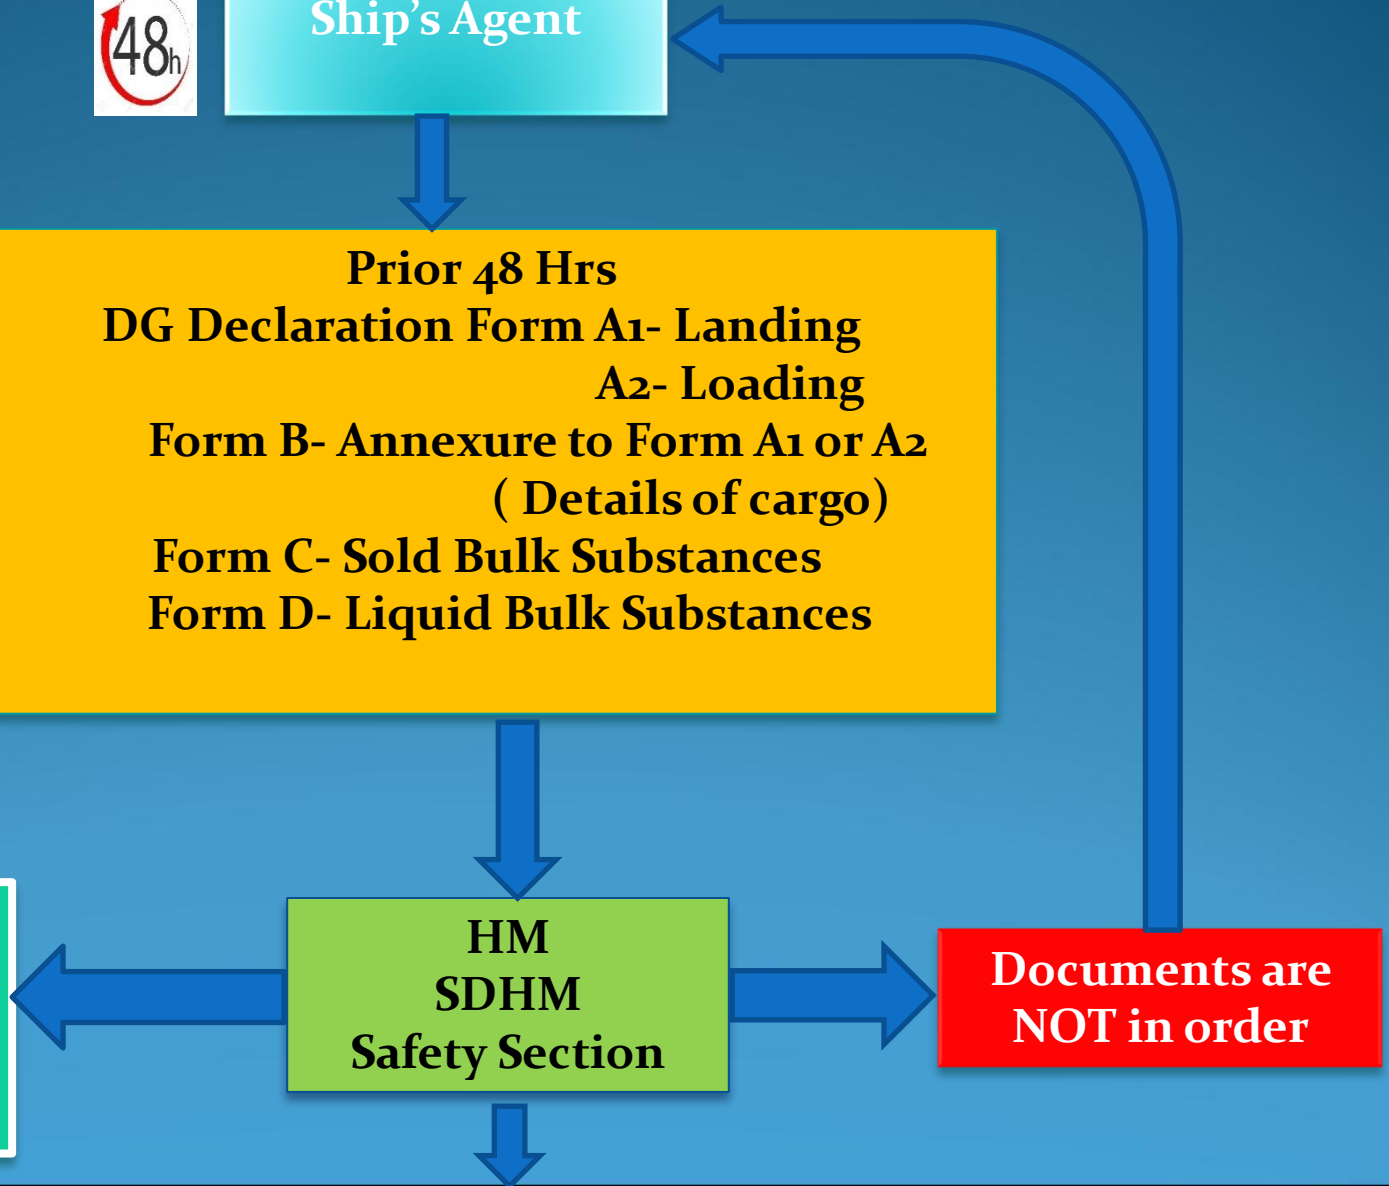 48h
Ship's Agent
Prior 48 Hrs
DG Declaration Form A1- Landing
A2- Loading
Form B- Annexure to Form A1 or A2
( Details of cargo)
Form C- Sold Bulk Substances
Form D- Liquid Bulk Substances
HM
SDHM
Safety Section
Documents are
NOT in order